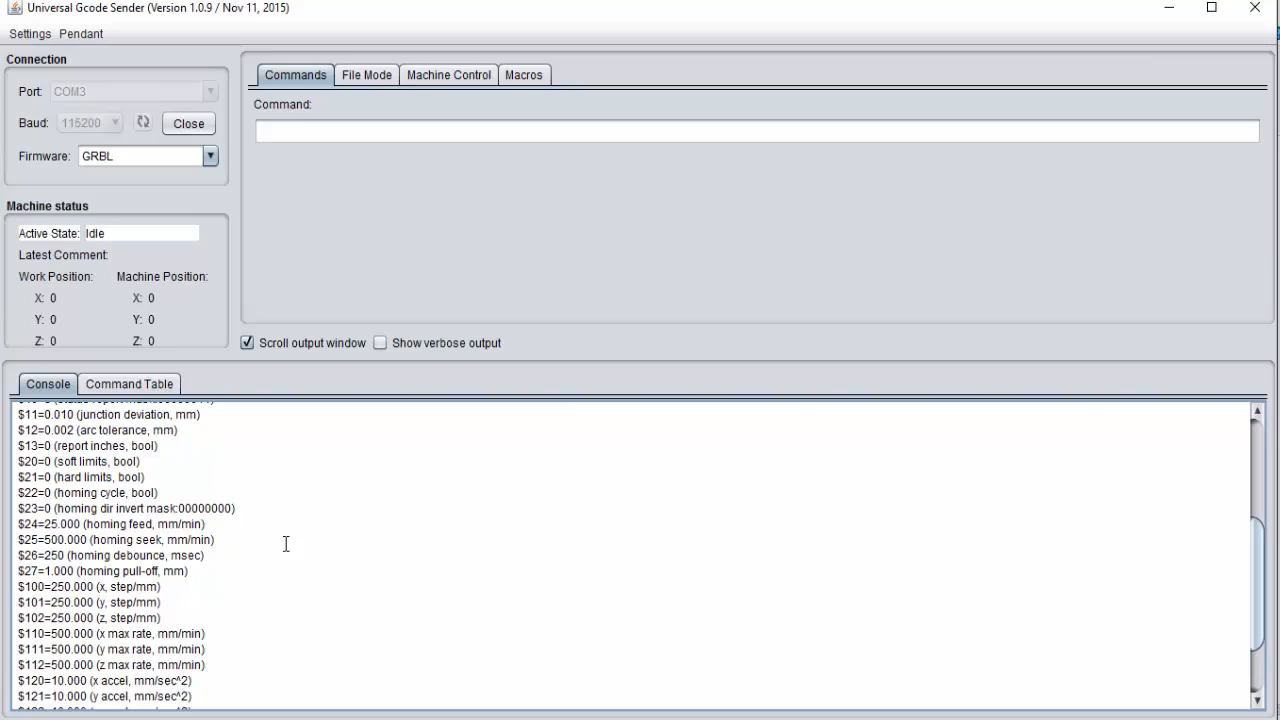 Universal Gcode Sender (Version 1.0.9 / Nov 11, 2015)
Settings Pendant
Connection
Port: COM3
Baud: 115200 Close
Firmware: GRBL
Machine status
Active State: Idle
Latest Comment:
Work Position: Machine Position:
X: 0 X: 0
Y: 0 Y: 0
Z: 0 Z: 0
Commands File Mode Machine Control Macros
Command:
Scroll output window Show verbose output
Console Command Table
$11=0.010 (junction deviation, mm)
$12=0.002 (arc tolerance, mm)
$13=0 (report inches, bool)
$20=0 (soft limits, bool)
$21=0 (hard limits, bool)
$22=0 (homing cycle, bool)
$23=0 (homing dir invert mask:00000000)
$24=25.000 (homing feed, mm/min)
$25=500.000 (homing seek, mm/min)
$26=250 (homing debounce, msec)
$27=1.000 (homing pull-off, mm)
$100=250.000 (x, step/mm)
$101=250.000 (y, step/mm)
$102=250.000 (z, step/mm)
$110=500.000 (x max rate, mm/min)
$111=500.000 (y max rate, mm/min)
$112=500.000 (z max rate, mm/min)
$120=10.000 (x accel, mm/sec^2)
$121=10.000 (y accel, mm/sec^2)